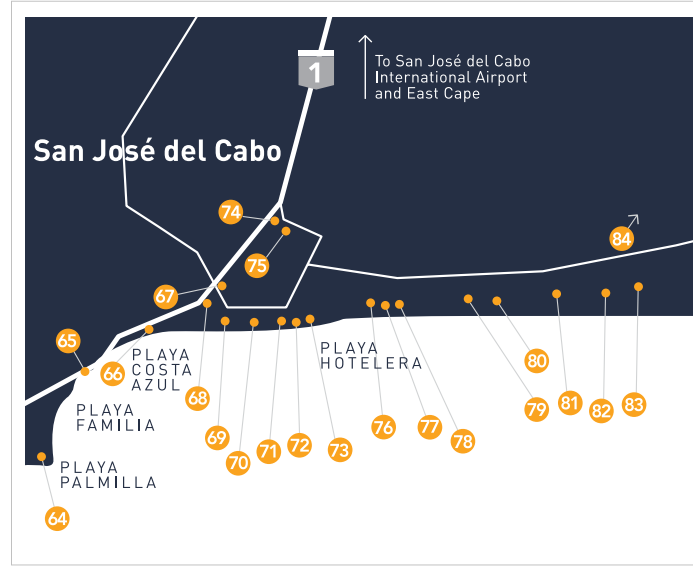 1
To San José del Cabo
International Airport
and East Cape
San José del Cabo
74
84
75
67
65
66
PLAYA
COSTA
AZUL
PLAYA
HOTELERA
80
68
81
79
82
83
PLAYA
FAMILIA
76
77
69
78
71
72
73
70
PLAYA
PALMILLA
64